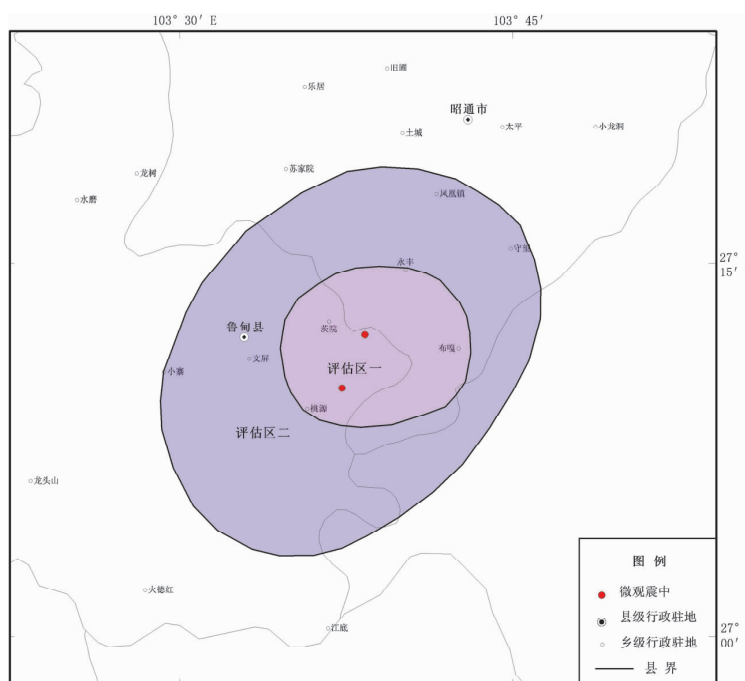 103° 30′ E
103° 45′
旧圃
乐居
昭通市
土城
太平
小龙洞
苏家院
龙树
水磨
凤凰镇
守望
永丰
27°
15′
茨院
鲁甸县
布嘎
文屏
评估区一
小寨
桃源
评估区二
龙头山
图 例
火德红
微观震中
县级行政驻地
江底
乡级行政驻地
27°
00′
县 界